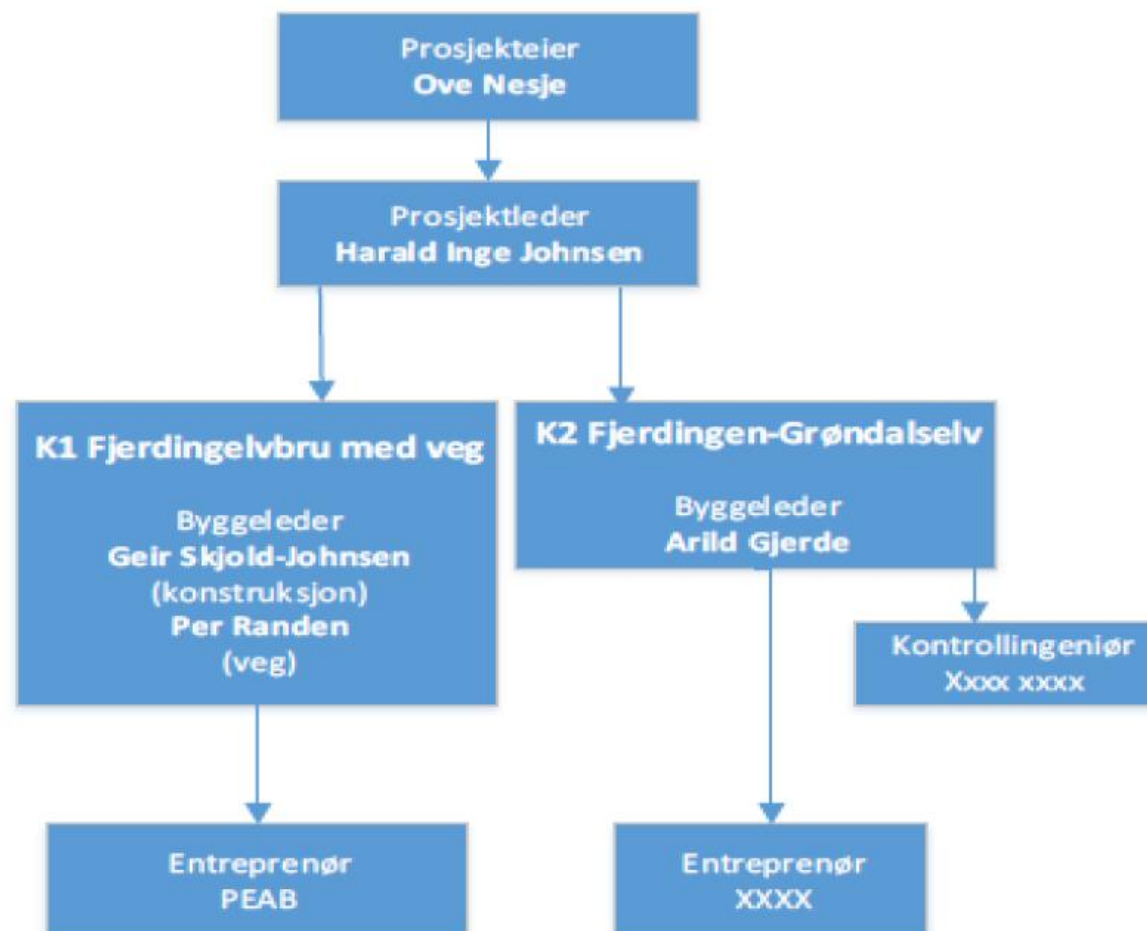 Prosjekteier
Ove Nesje
Prosjektleder
Harald Inge Johnsen
K1 Fjerdingelvbru med veg
Byggeleder
Geir Skjold-Johnsen
(konstruksjon)
Per Randen
(veg)
K2 Fjerdingen-Grøndalselv
Byggeleder
Arild Gjerde
Kontrollingeniør
Xxxx xxxx
Entreprenør
PEAB
Entreprenør
XXXX